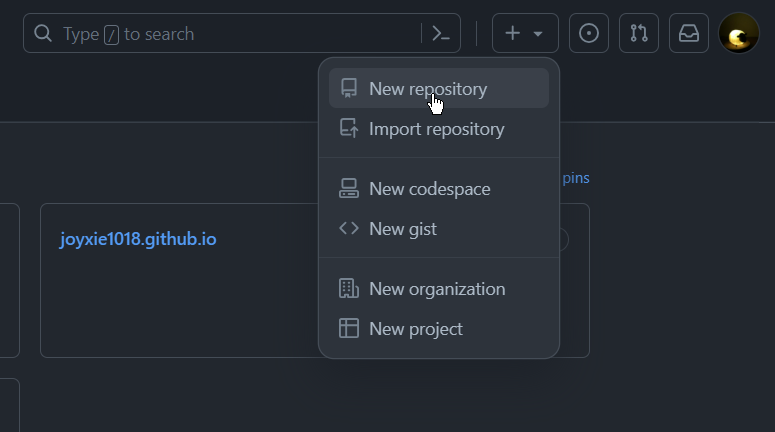 Type / to search
New repository
Import repository
pins
New codespace
New gist
joyxie1018.github.io
New organization
New project